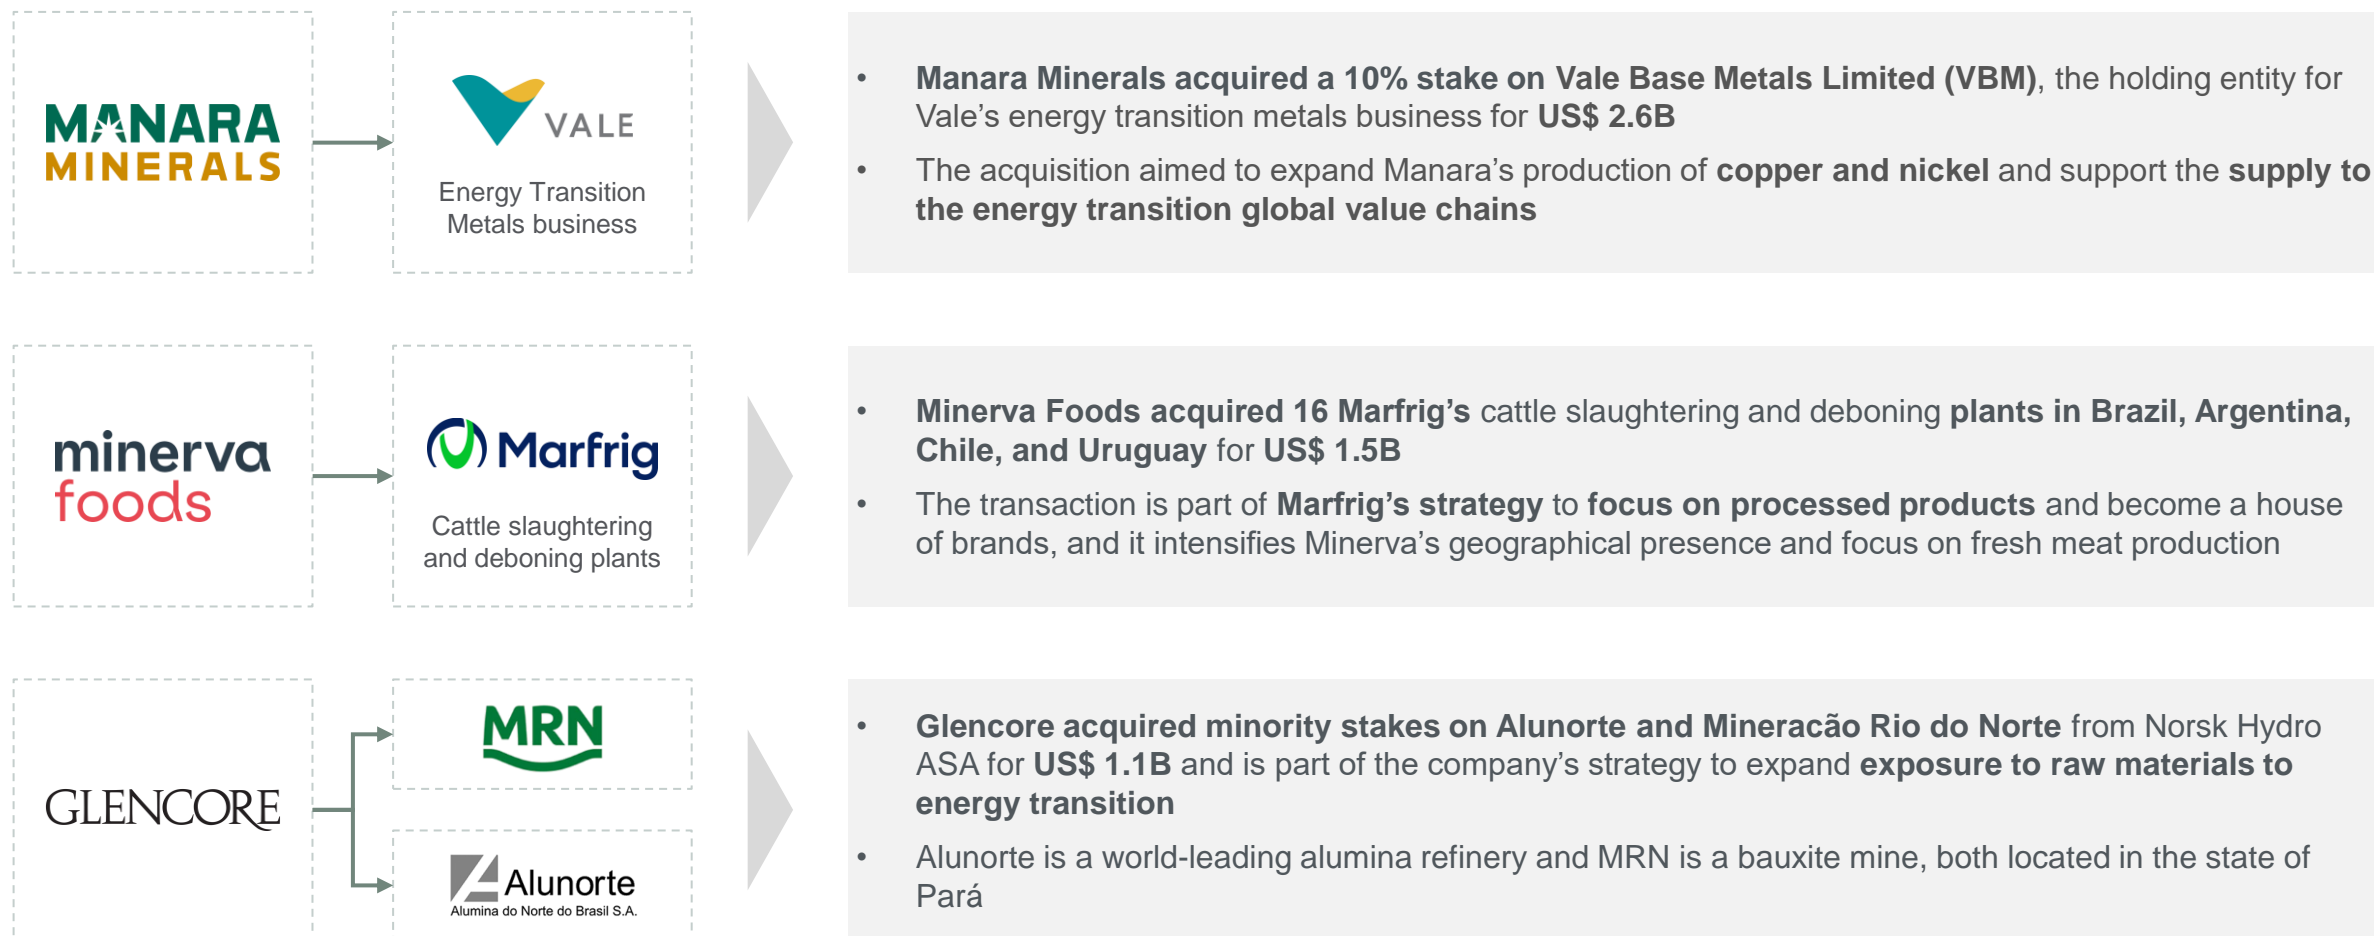 MANARA
MINERALS
VALE
Energy Transition
Metals business
• Manara Minerals acquired a 10% stake on Vale Base Metals Limited (VBM), the holding entity for
Vale’s energy transition metals business for US$ 2.6B
• The acquisition aimed to expand Manara’s production of copper and nickel and support the supply to
the energy transition global value chains
minerva
foods
Marfrig
Cattle slaughtering
and deboning plants
• Minerva Foods acquired 16 Marfrig’s cattle slaughtering and deboning plants in Brazil, Argentina,
Chile, and Uruguay for US$ 1.5B
• The transaction is part of Marfrig’s strategy to focus on processed products and become a house
of brands, and it intensifies Minerva’s geographical presence and focus on fresh meat production
GLENCORE
MRN
Alunorte
Alumina do Norte do Brasil S.A.
• Glencore acquired minority stakes on Alunorte and Mineracão Rio do Norte from Norsk Hydro
ASA for US$ 1.1B and is part of the company’s strategy to expand exposure to raw materials to
energy transition
• Alunorte is a world-leading alumina refinery and MRN is a bauxite mine, both located in the state of
Pará